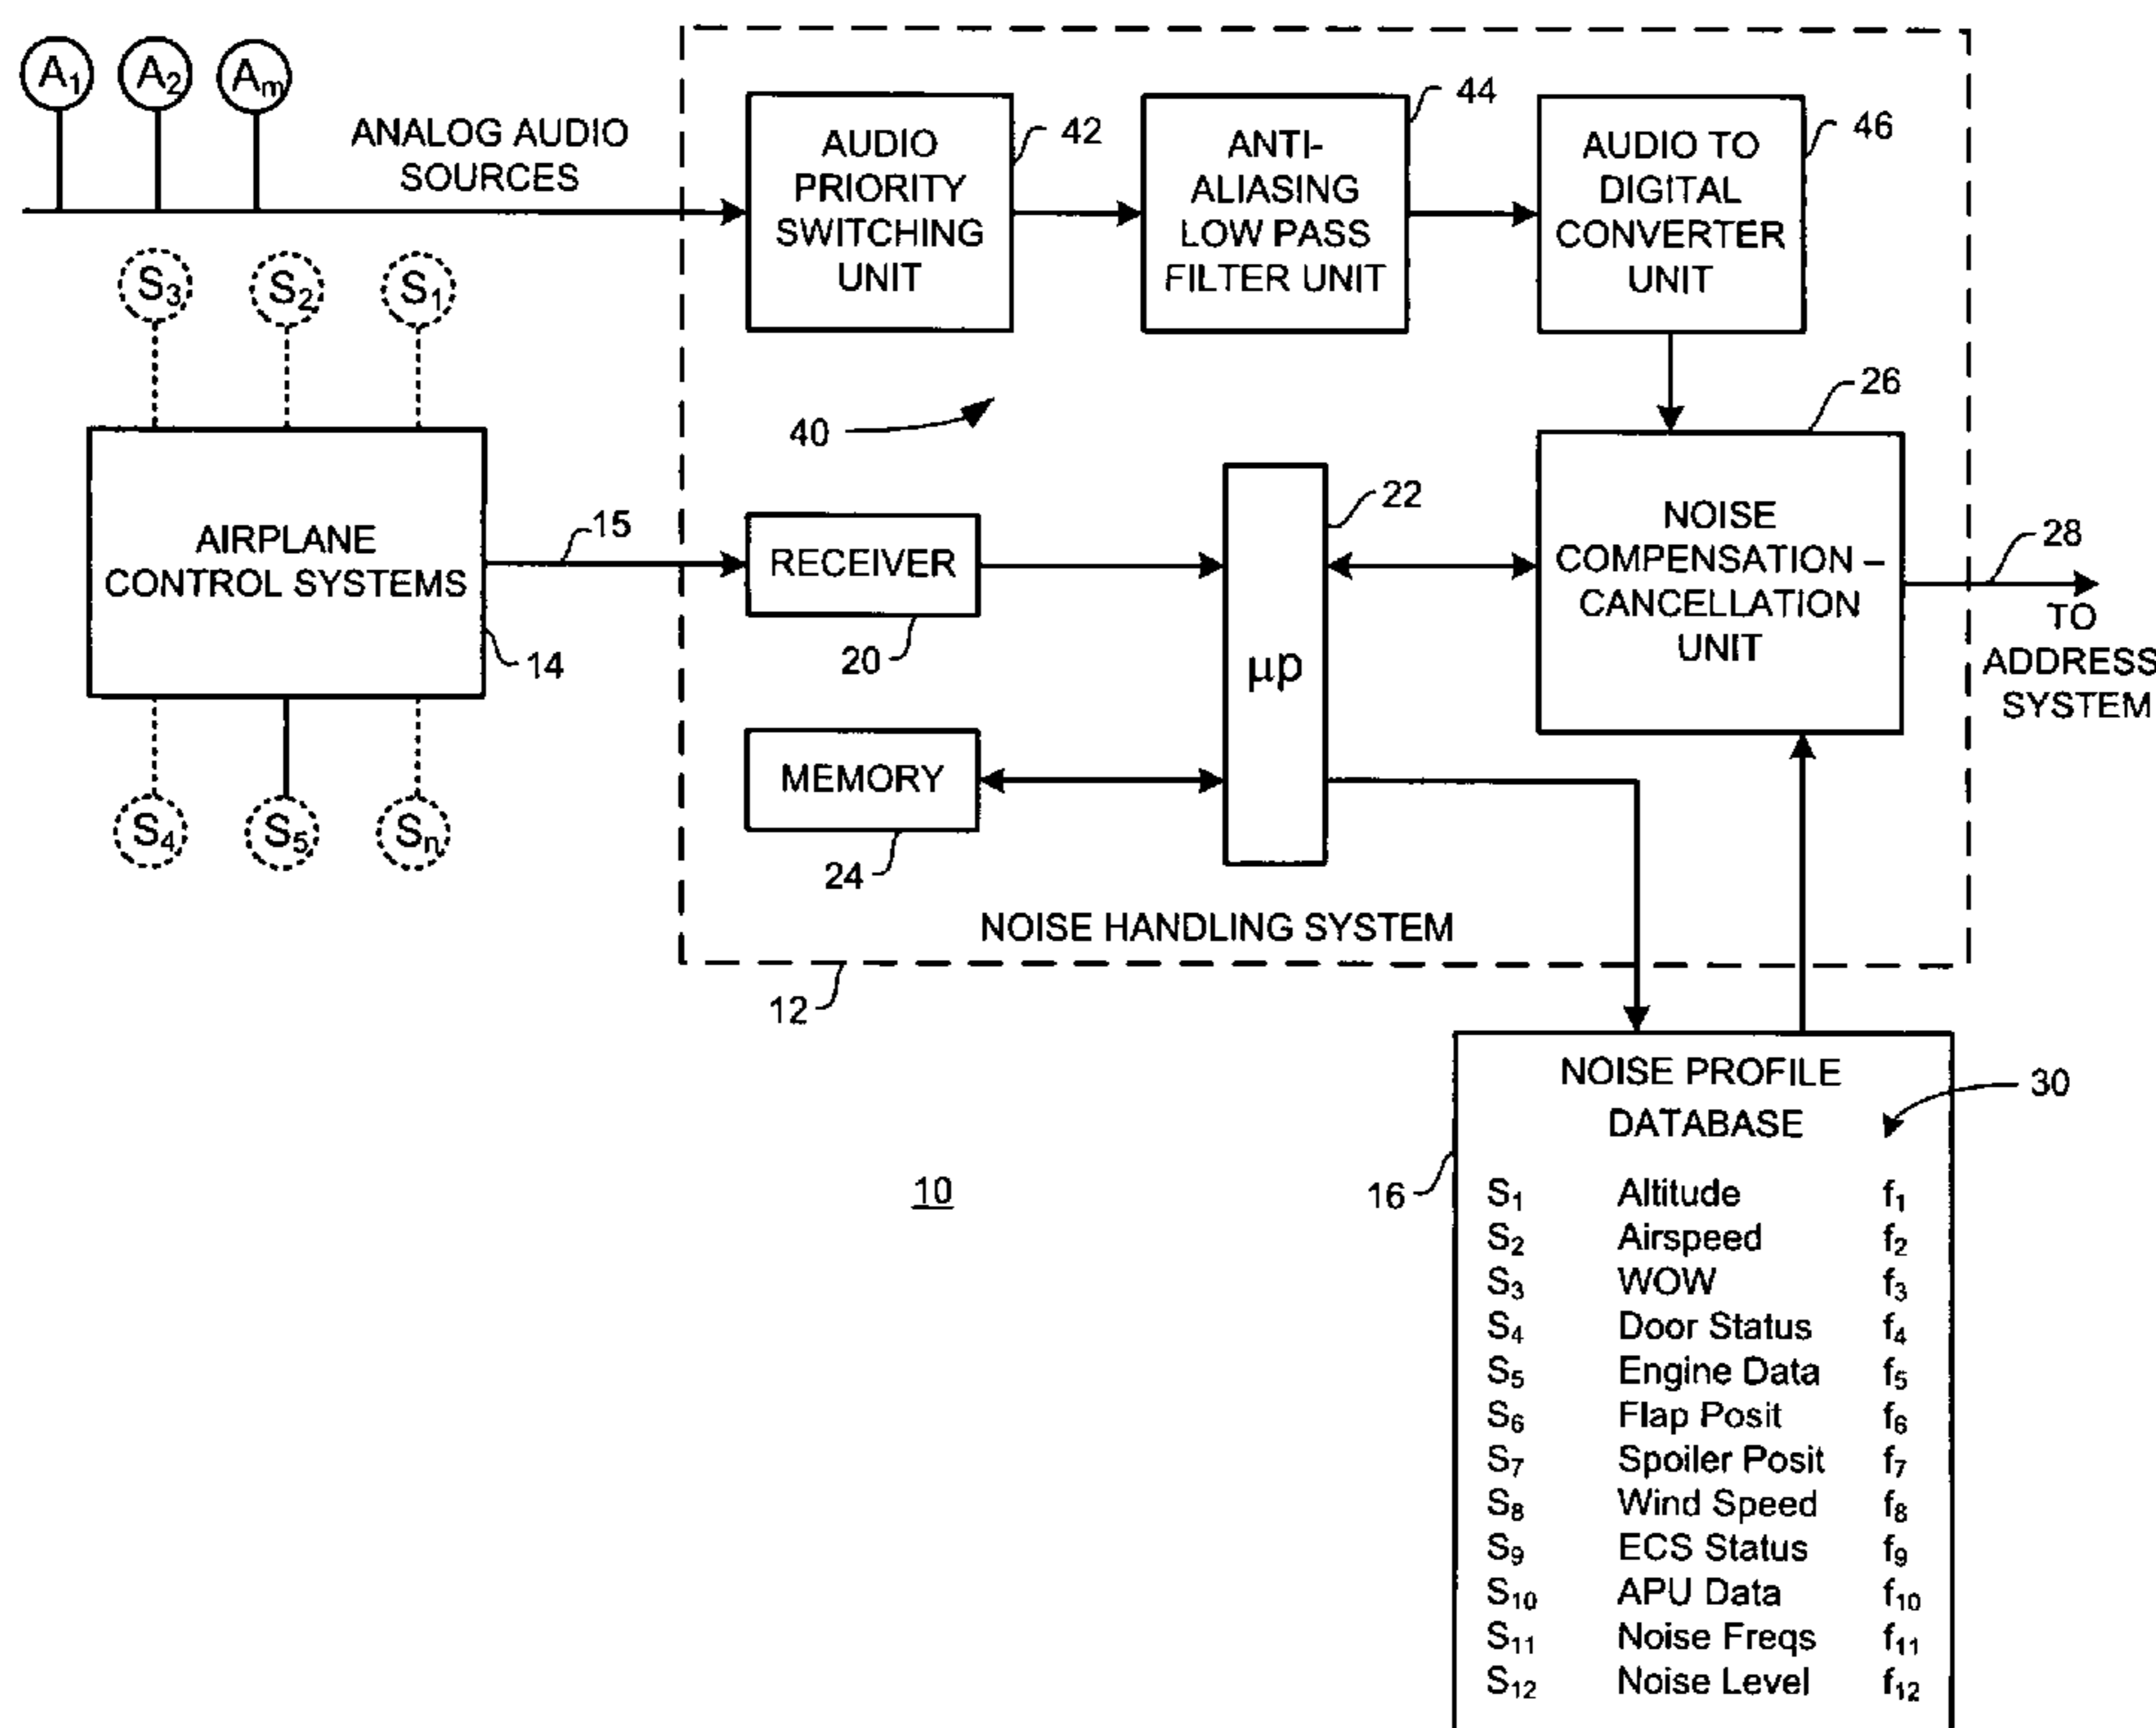 A1 A2 Am
ANALOG AUDIO
SOURCES
S3 S2 S1
AUDIO
PRIORITY
SWITCHING
UNIT
42
ANTI-
ALIASING
LOW PASS
FILTER UNIT
44
AUDIO TO
DIGITAL
CONVERTER
UNIT
46
40
AIRPLANE
CONTROL SYSTEMS
14
15
S4 S5 Sn
RECEIVER
20
MEMORY
24
µp
22
NOISE
COMPENSATION –
CANCELLATION
UNIT
26
28
TO
ADDRESS
SYSTEM
NOISE HANDLING SYSTEM
12
10
NOISE PROFILE
DATABASE
30
16
S1 Altitude f1
S2 Airspeed f2
S3 WOW f3
S4 Door Status f4
S5 Engine Data f5
S6 Flap Posit f6
S7 Spoiler Posit f7
S8 Wind Speed f8
S9 ECS Status f9
S10 APU Data f10
S11 Noise Freqs f11
S12 Noise Level f12